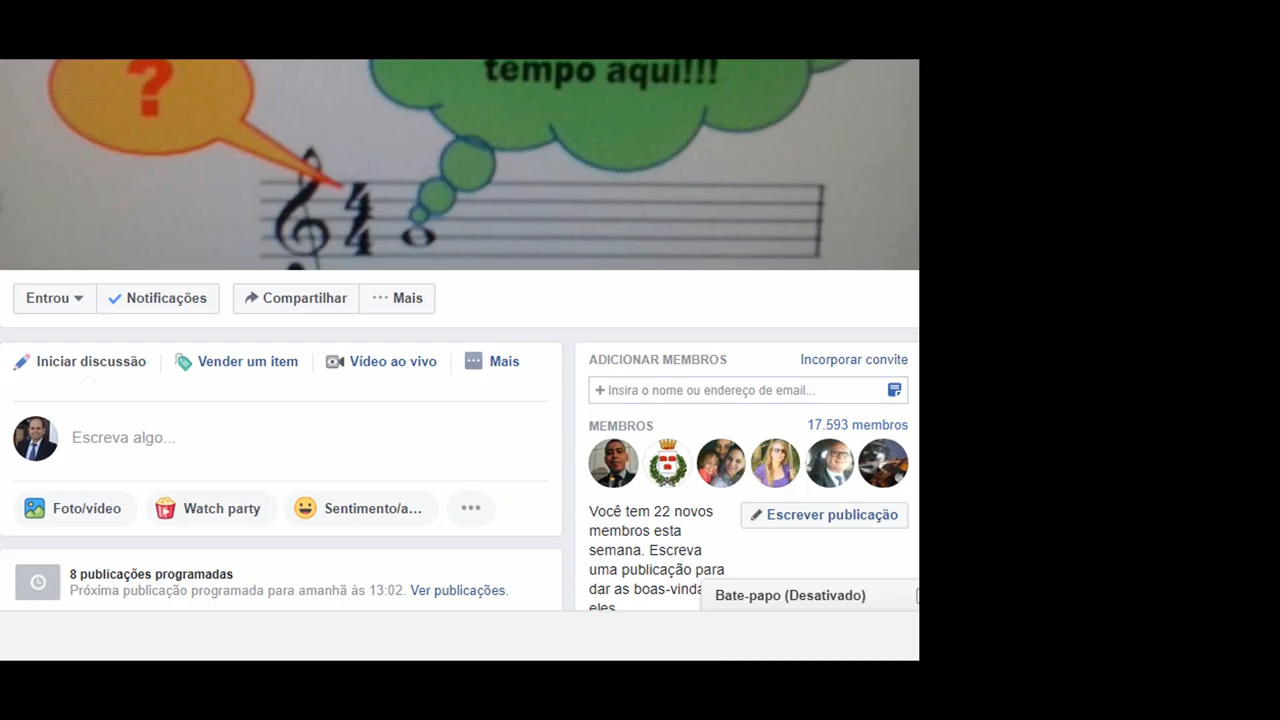 ?
tempo aqui!!!
4
4
Entrou
Notificações
Compartilhar
··· Mais
Iniciar discussão
Vender um item
Vídeo ao vivo
Mais
Escreva algo...
Foto/vídeo
Watch party
Sentimento/a...
8 publicações programadas
Próxima publicação programada para amanhã às 13:02. Ver publicações.
ADICIONAR MEMBROS
Incorporar convite
+ Insira o nome ou endereço de email...
MEMBROS
17.593 membros
Você tem 22 novos
membros esta
semana. Escreva
uma publicação para
dar as boas-vinda
eles
Escrever publicação
Bate-papo (Desativado)